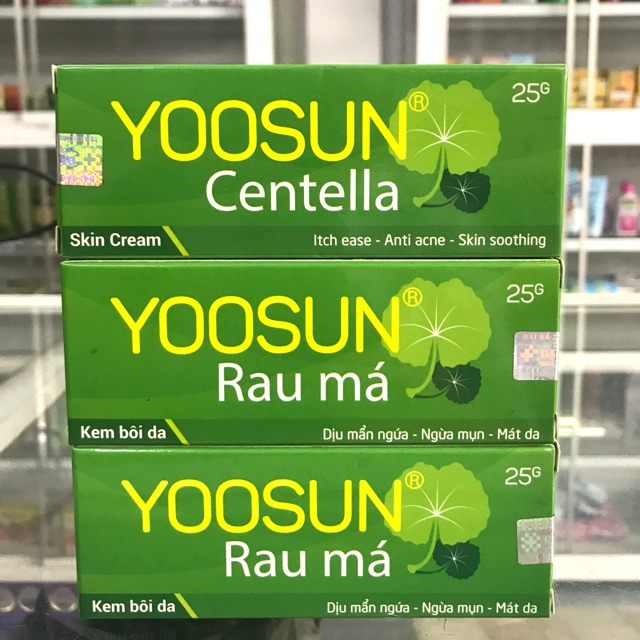 YOOSUN®
25G
Centella
Skin Cream
Itch ease - Anti acne - Skin soothing
YOOSUN®
25G
Rau má
Kem bôi da
Dịu mẩn ngứa - Ngừa mụn - Mát da
YOOSUN®
25G
Rau má
Kem bôi da
Dịu mẩn ngứa - Ngừa mụn - Mát da